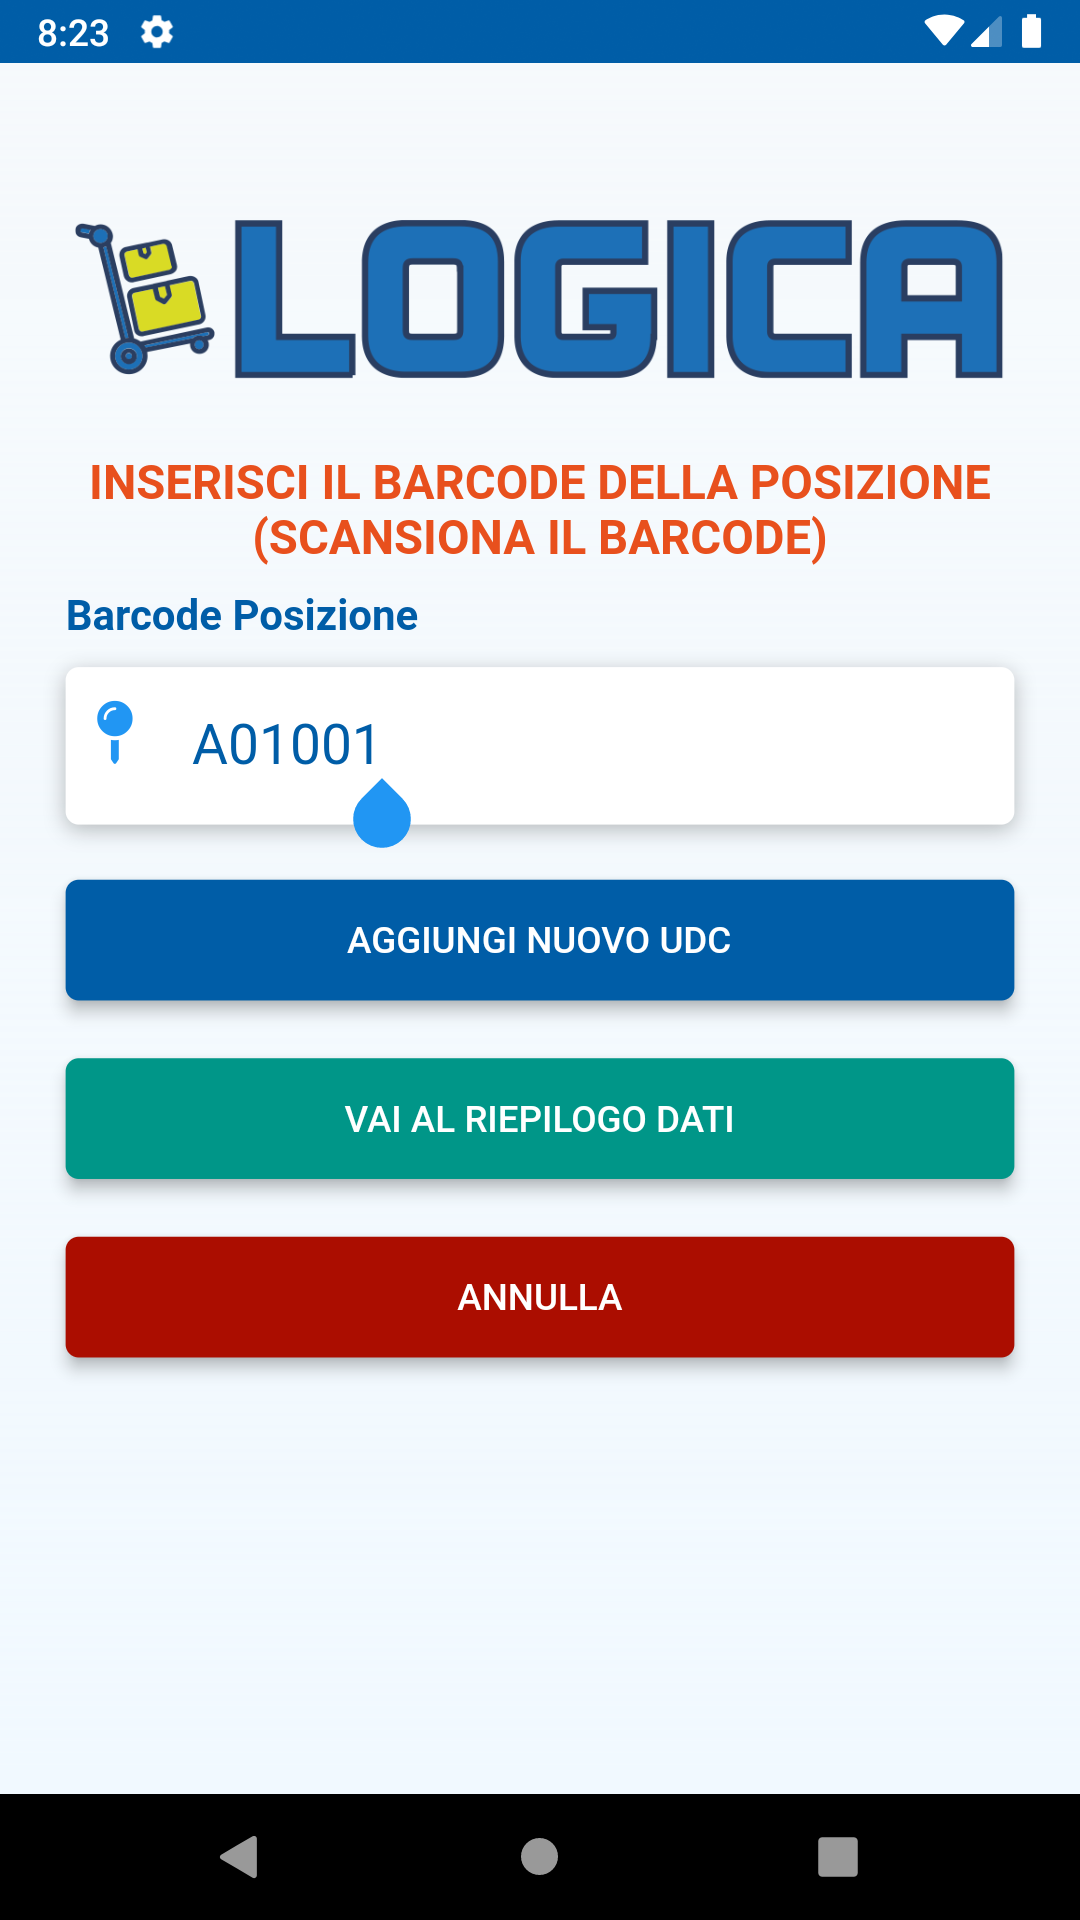 8:23
LOGICA
INSERISCI IL BARCODE DELLA POSIZIONE
(SCANSIONA IL BARCODE)
Barcode Posizione
A01001
AGGIUNGI NUOVO UDC
VAI AL RIEPILOGO DATI
ANNULLA